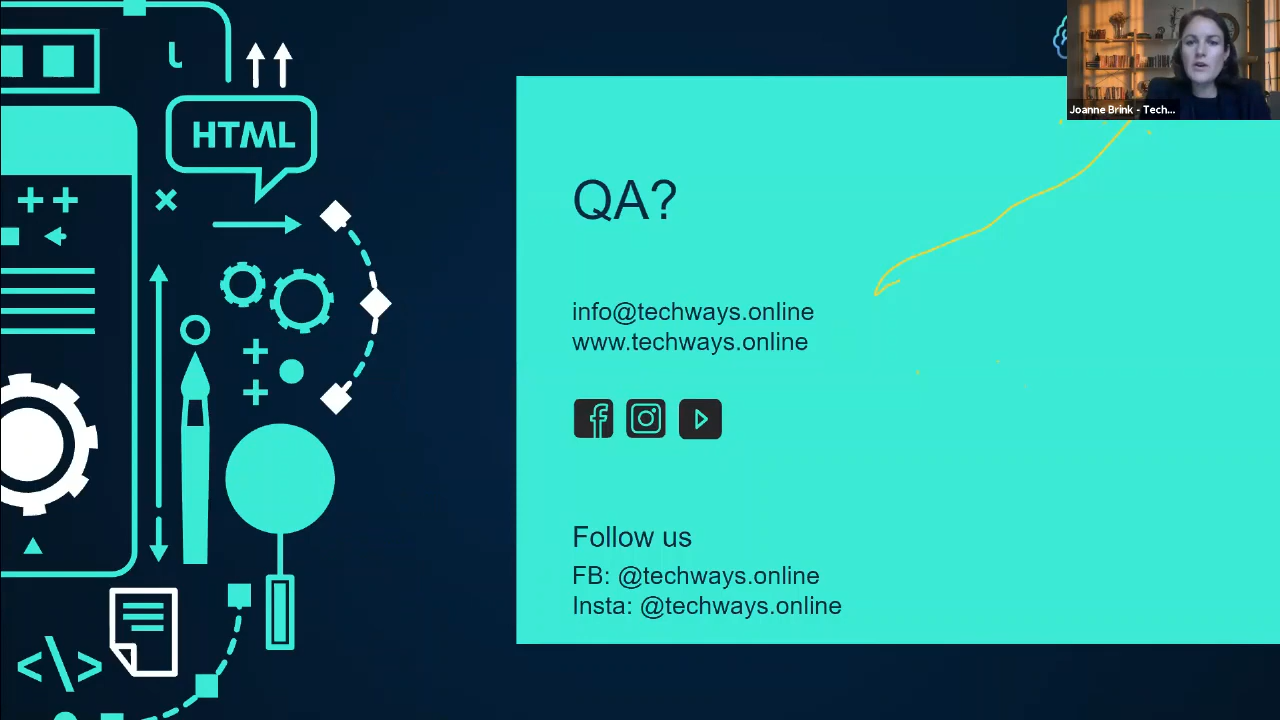 HTML
Joanne Brink - Tech...
QA?
info@techways.online
www.techways.online
Follow us
FB: @techways.online
Insta: @techways.online